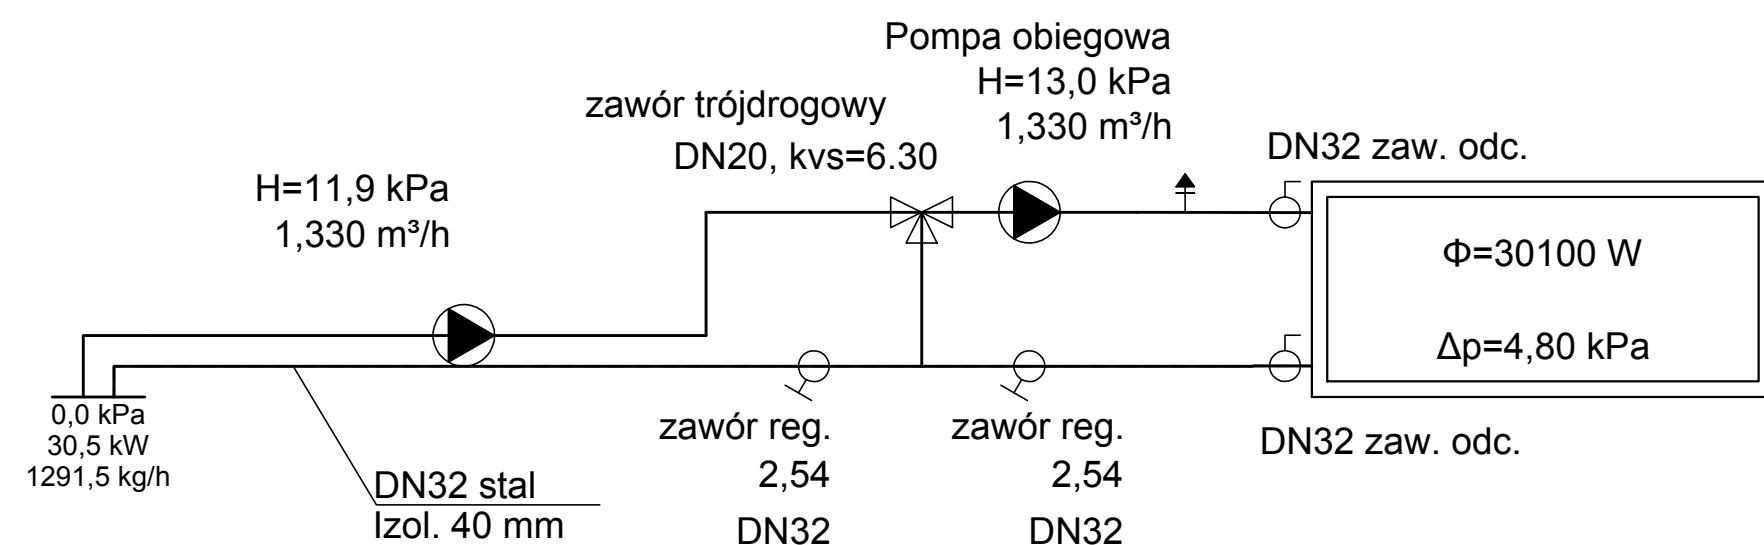 Pompa obiegowa
H=13,0 kPa
1,330 m³/h
zawór trójdrogowy
DN20, kvs=6.30
DN32 zaw. odc.
H=11,9 kPa
1,330 m³/h
Φ=30100 W
Δp=4,80 kPa
0,0 kPa
30,5 kW
1291,5 kg/h
DN32 stal
Izol. 40 mm
zawór reg.
2,54
DN32
zawór reg.
2,54
DN32
DN32 zaw. odc.